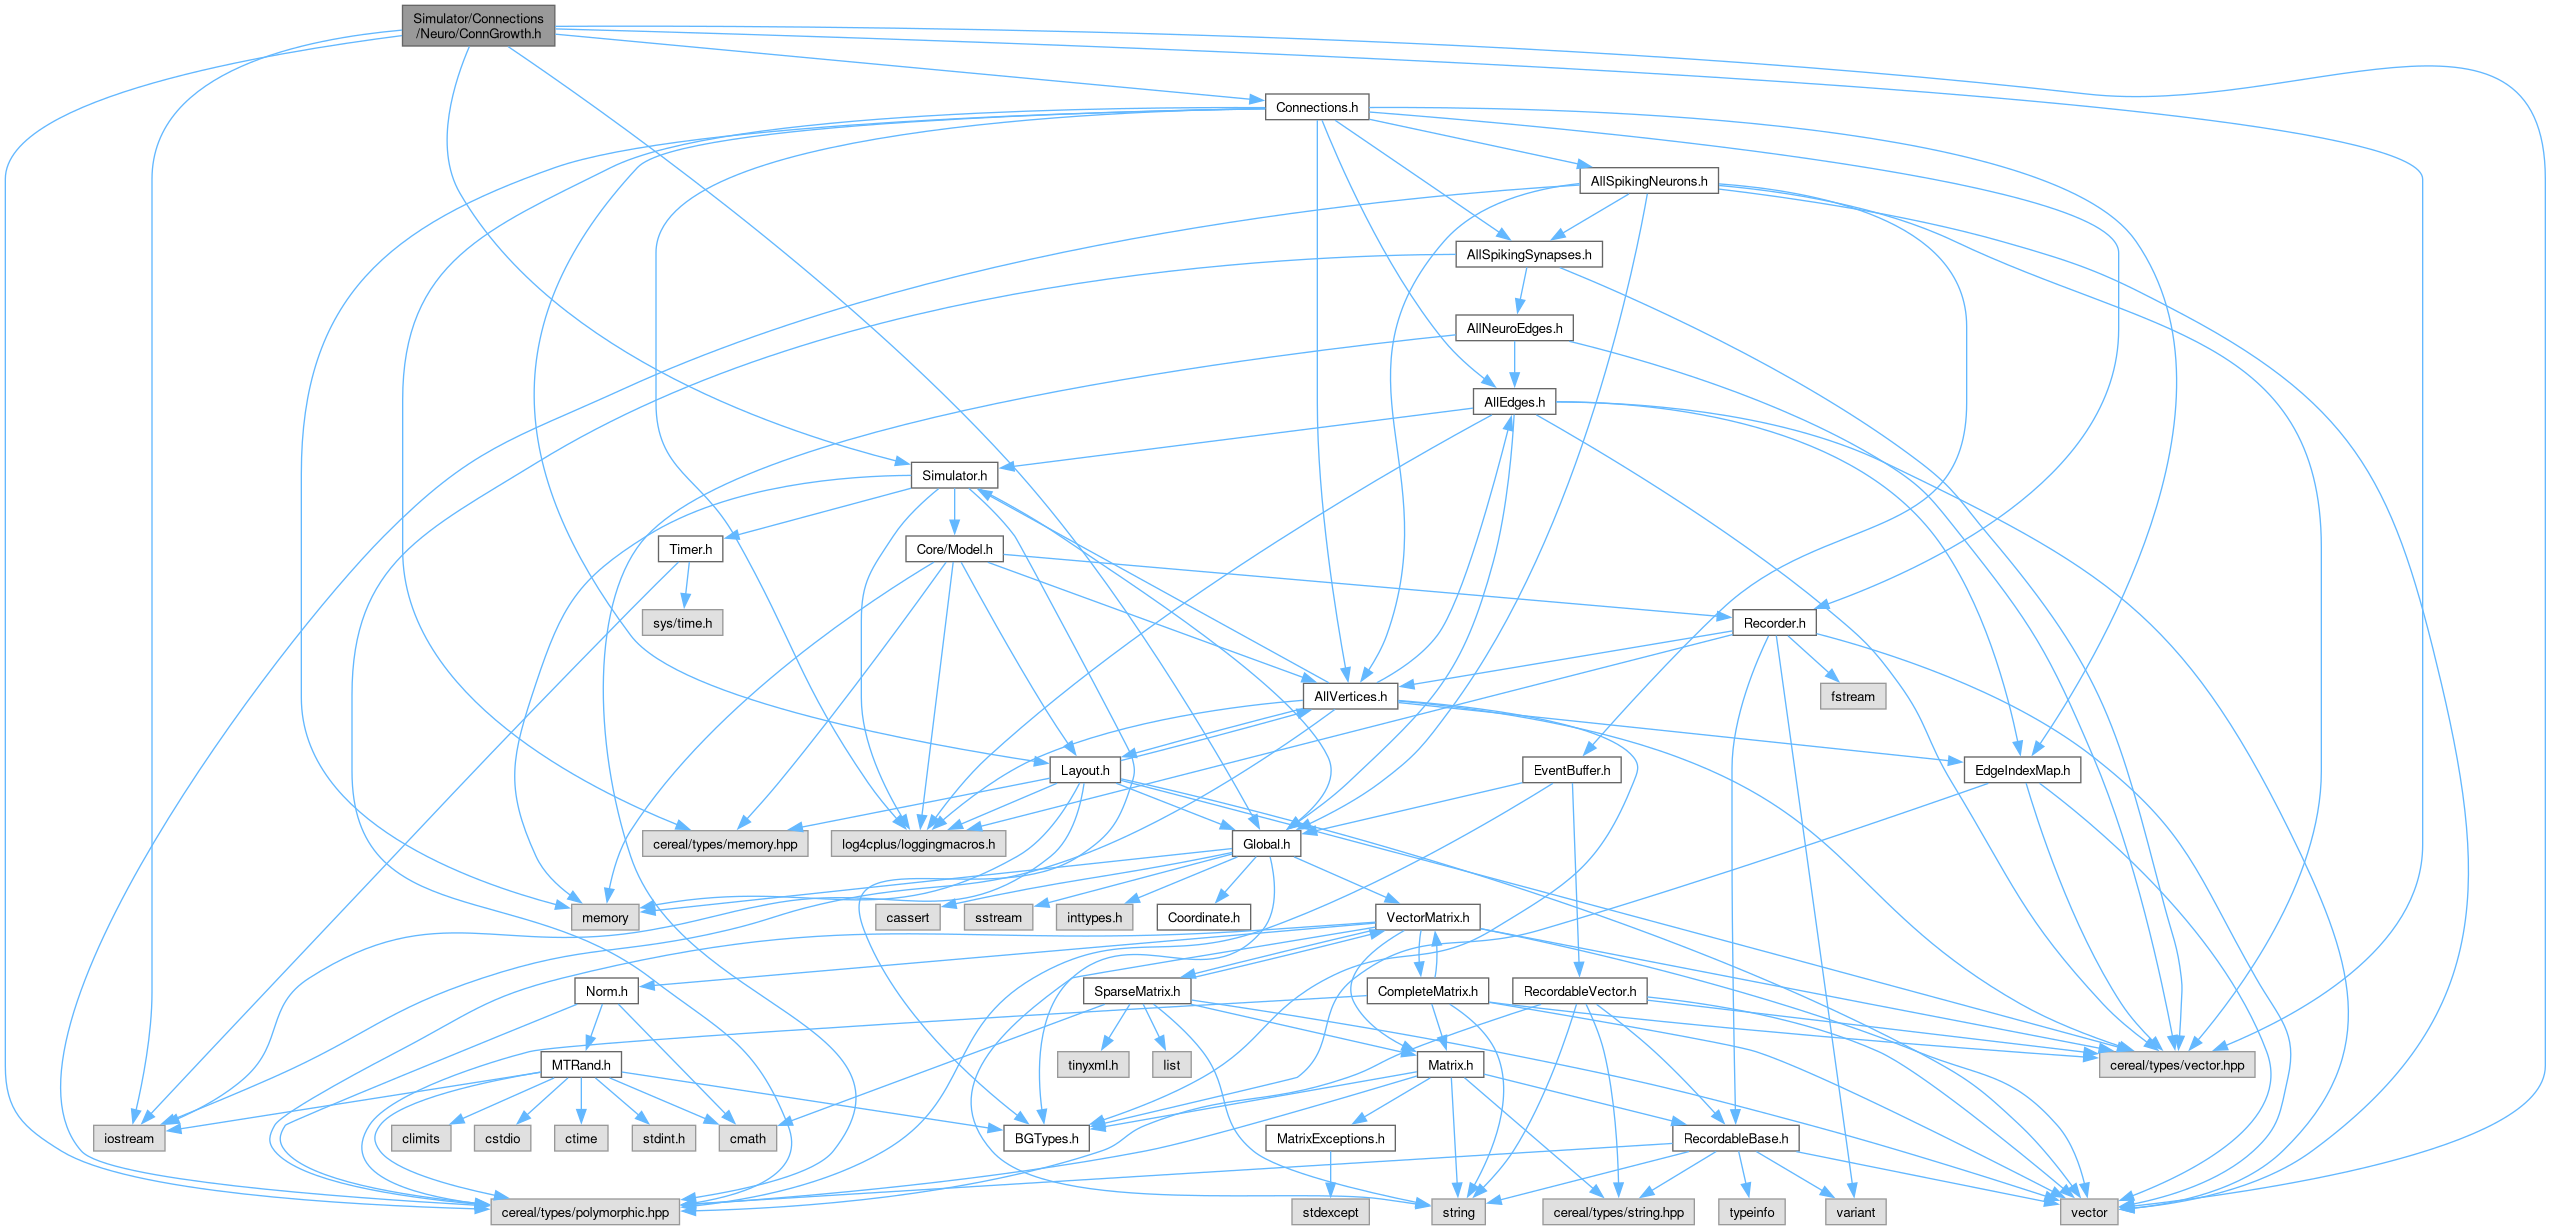 Simulator/Connections
/Neuro/ConnGrowth.h
Connections.h
AllSpikingNeurons.h
AllSpikingSynapses.h
AllNeuroEdges.h
AllEdges.h
Simulator.h
Timer.h
Core/Model.h
sys/time.h
Recorder.h
AllVertices.h
fstream
Layout.h
EventBuffer.h
EdgeIndexMap.h
cereal/types/memory.hpp
log4cplus/loggingmacros.h
Global.h
memory
cassert
sstream
inttypes.h
Coordinate.h
VectorMatrix.h
Norm.h
SparseMatrix.h
CompleteMatrix.h
RecordableVector.h
MTRand.h
tinyxml.h
list
Matrix.h
cereal/types/vector.hpp
iostream
climits
cstdio
ctime
stdint.h
cmath
BGTypes.h
MatrixExceptions.h
RecordableBase.h
cereal/types/polymorphic.hpp
stdexcept
string
cereal/types/string.hpp
typeinfo
variant
vector